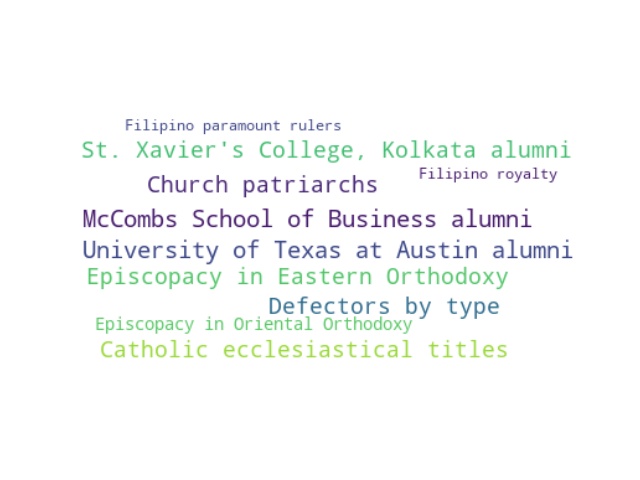 Filipino paramount rulers
St. Xavier's College, Kolkata alumni
Filipino royalty
Church patriarchs
McCombs School of Business alumni
University of Texas at Austin alumni
Episcopacy in Eastern Orthodoxy
Defectors by type
Episcopacy in Oriental Orthodoxy
Catholic ecclesiastical titles